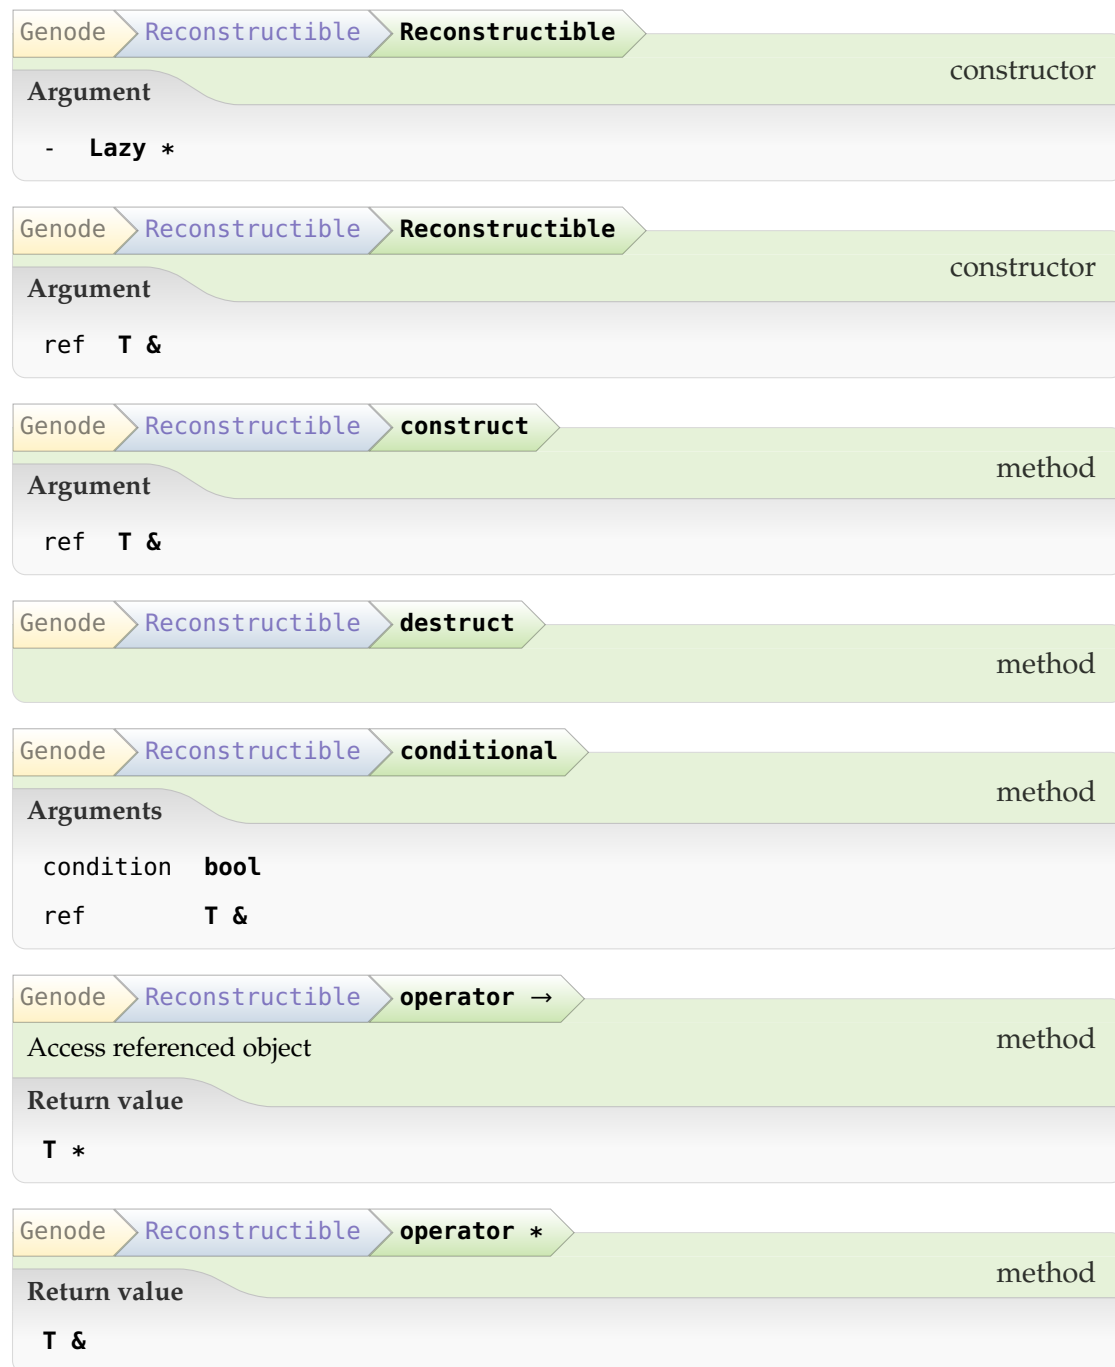 Genode Reconstructible Reconstructible
constructor
Argument
- Lazy *
Genode Reconstructible Reconstructible
constructor
Argument
ref T &
Genode Reconstructible construct
method
Argument
ref T &
Genode Reconstructible destruct
method
Genode Reconstructible conditional
method
Arguments
condition bool
ref T &
Genode Reconstructible operator →
method
Access referenced object
Return value
T *
Genode Reconstructible operator *
method
Return value
T &